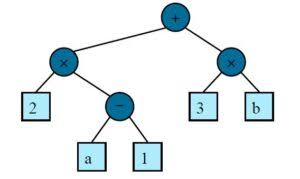 +
× ×
2 − 3 b
a 1